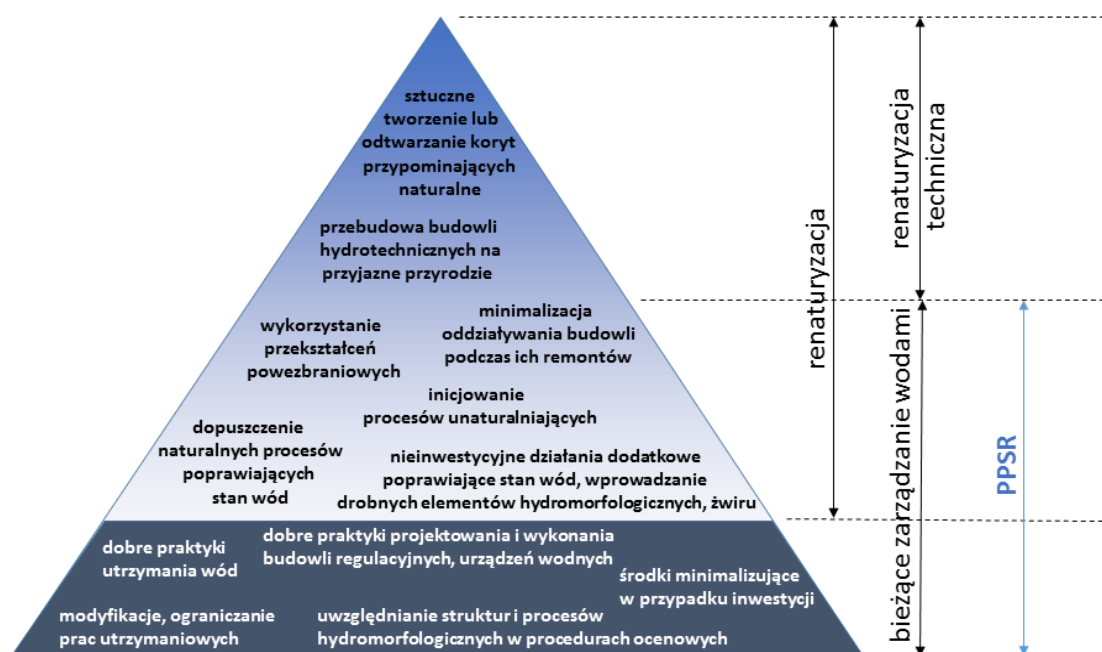 sztuczne
tworzenie lub
odtwarzanie koryt
przypominających
naturalne
przebudowa budowli
hydrotechnicznych na
przyjazne przyrodzie
wykorzystanie
przekształceń
powezbraniowych
minimalizacja
oddziaływania budowli
podczas ich remontów
inicjowanie
procesów unaturalniających
dopuszczenie
naturalnych procesów
poprawiających
stan wód
nieinwestycyjne działania dodatkowe
poprawiające stan wód, wprowadzanie
drobnych elementów hydromorfologicznych, żwiru
dobre praktyki
utrzymania wód
dobre praktyki projektowania i wykonania
budowli regulacyjnych, urządzeń wodnych
środki minimalizujące
w przypadku inwestycji
modyfikacje, ograniczanie
prac utrzymaniowych
uwzględnianie struktur i procesów
hydromorfologicznych w procedurach ocenowych
renaturyzacja
renaturyzacja
techniczna
bieżące zarządzanie wodami
PPSR